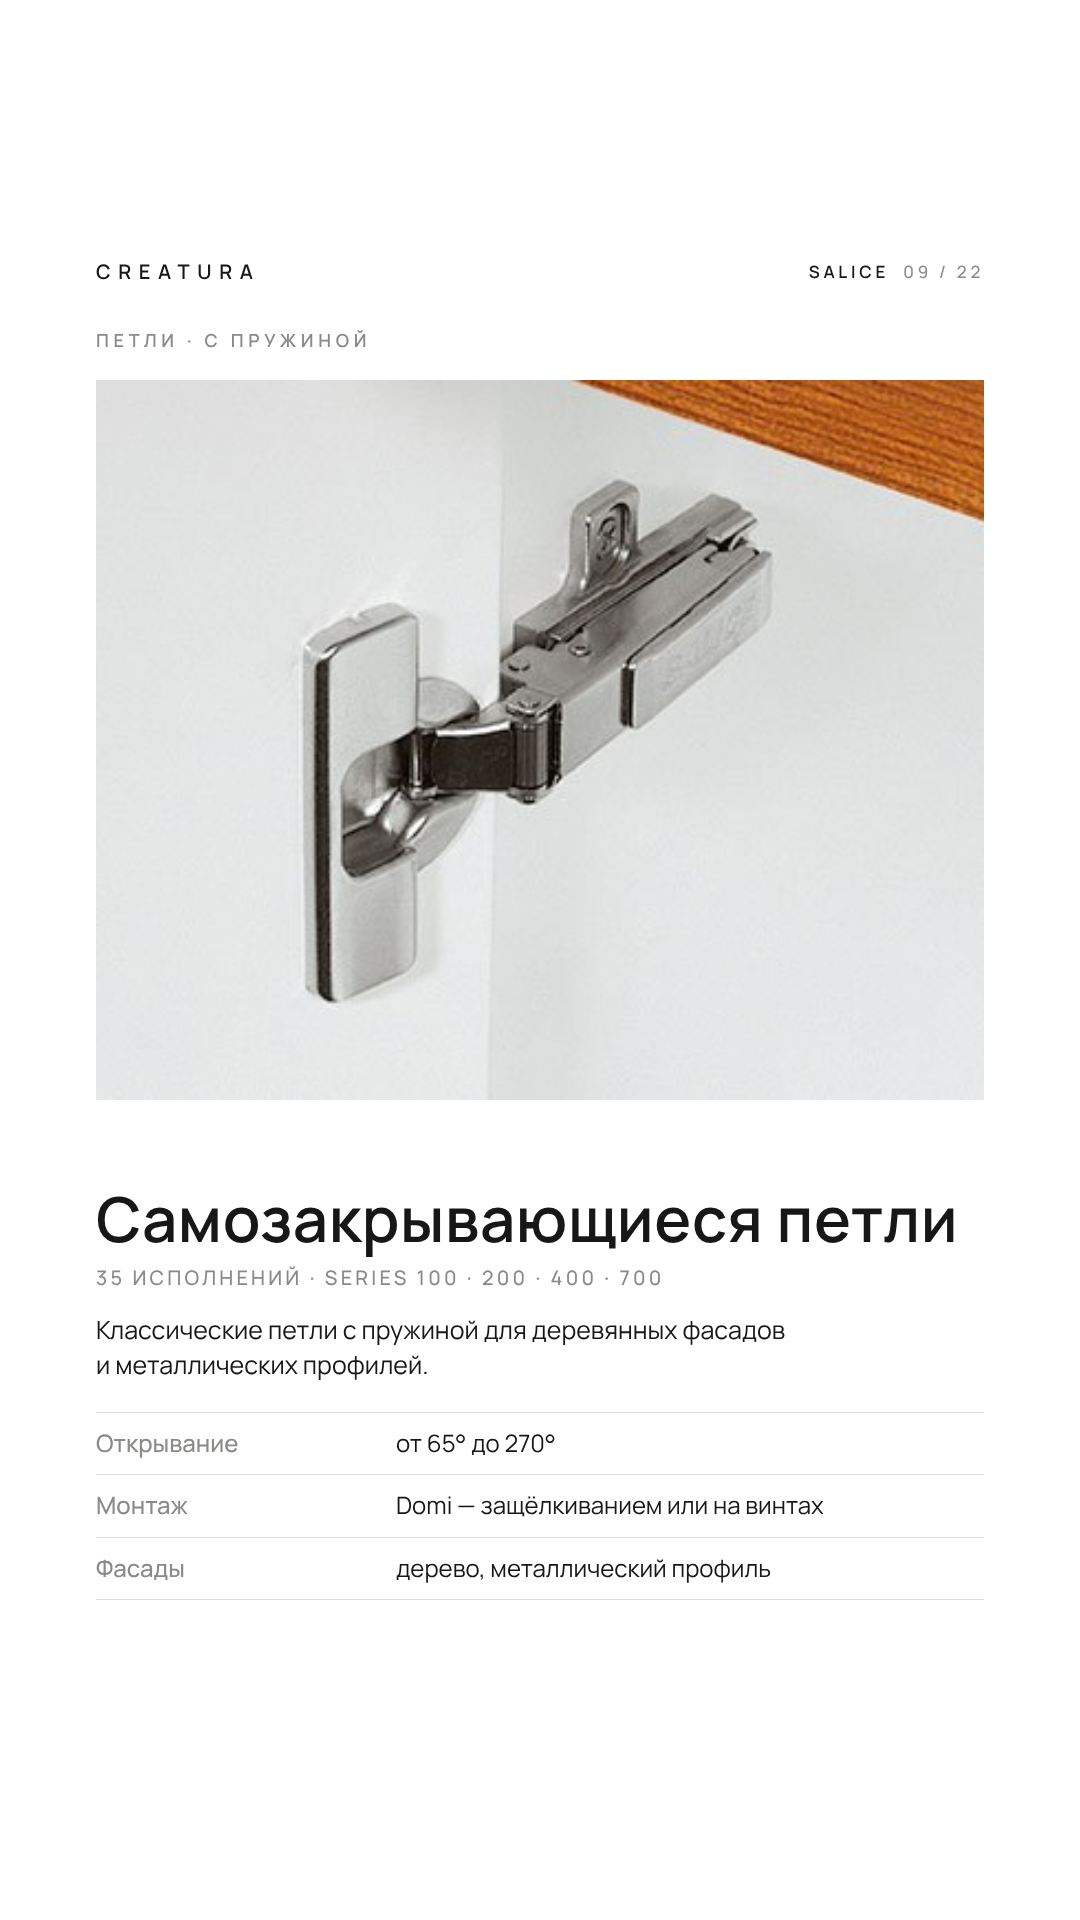 CREATURA
SALICE 09 / 22
ПЕТЛИ · С ПРУЖИНОЙ
SALICE
Самозакрывающиеся петли
35 ИСПОЛНЕНИЙ · SERIES 100 · 200 · 400 · 700
Классические петли с пружиной для деревянных фасадов
и металлических профилей.
Открывание от 65° до 270°
Монтаж Domi — защёлкиванием или на винтах
Фасады дерево, металлический профиль